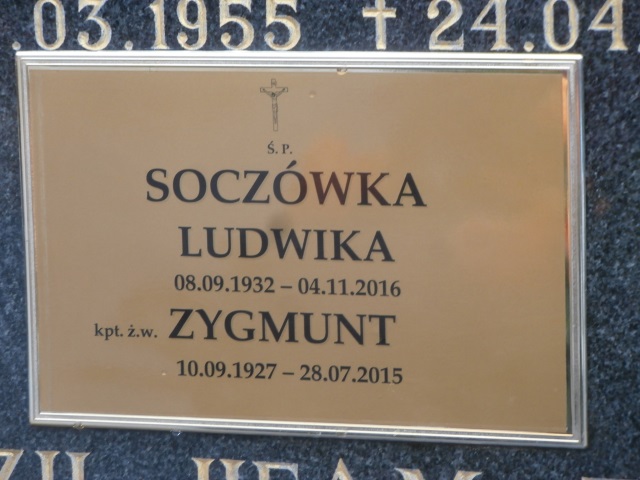 .03.1955 † 24.04
Ś. P.
SOCZÓWKA
LUDWIKA
08.09.1932 – 04.11.2016
kpt. ż.w. ZYGMUNT
10.09.1927 – 28.07.2015